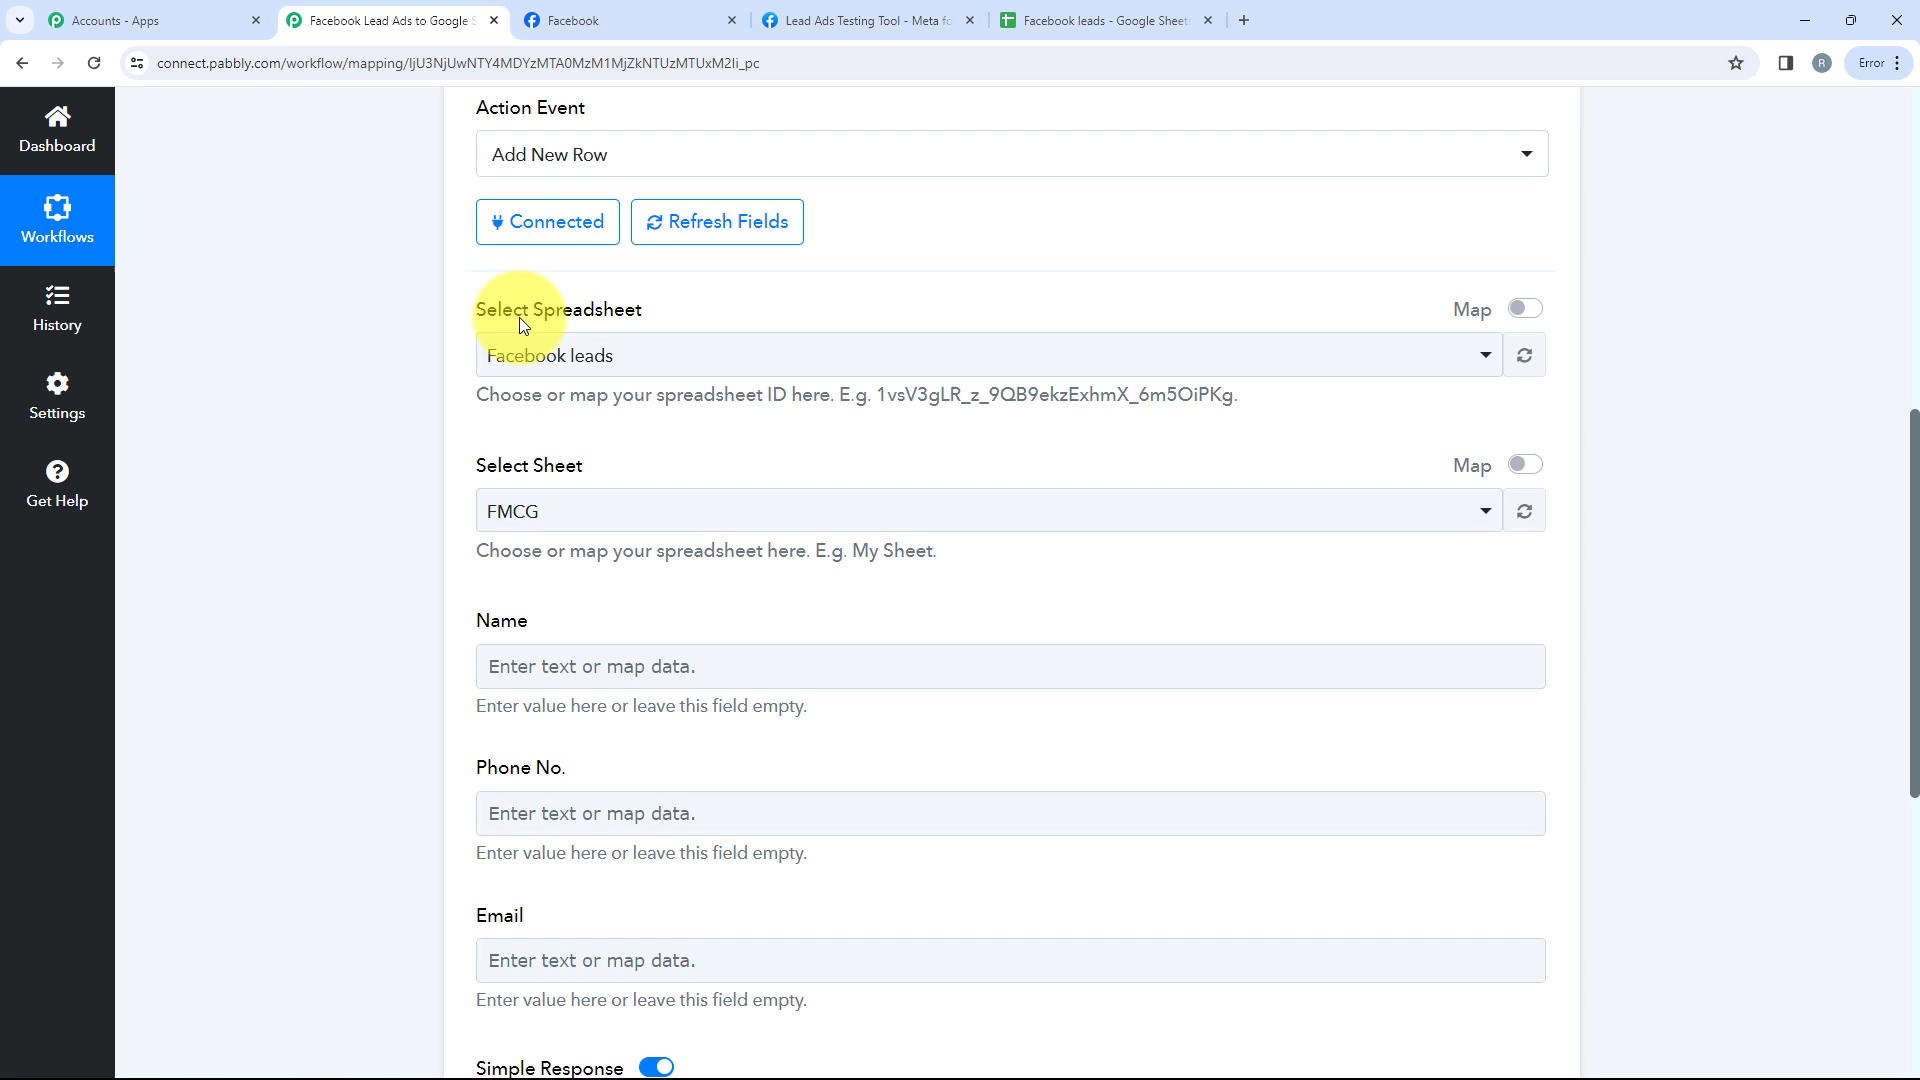 Accounts - Apps
Facebook Lead Ads to Google S
Facebook
Lead Ads Testing Tool - Meta fo
Facebook leads - Google Sheet
connect.pabbly.com/workflow/mapping/IjU3NjUwNTY4MDYzMTA0MzM1MjZkNTUzMTUxM2Ii_pc
R
Error
Dashboard
Workflows
History
Settings
Get Help
Action Event
Add New Row
Connected
Refresh Fields
Select Spreadsheet
Map
Facebook leads
Choose or map your spreadsheet ID here. E.g. 1vsV3gLR_z_9QB9ekzExhmX_6m5OiPKg.
Select Sheet
Map
FMCG
Choose or map your spreadsheet here. E.g. My Sheet.
Name
Enter text or map data.
Enter value here or leave this field empty.
Phone No.
Enter text or map data.
Enter value here or leave this field empty.
Email
Enter text or map data.
Enter value here or leave this field empty.
Simple Response